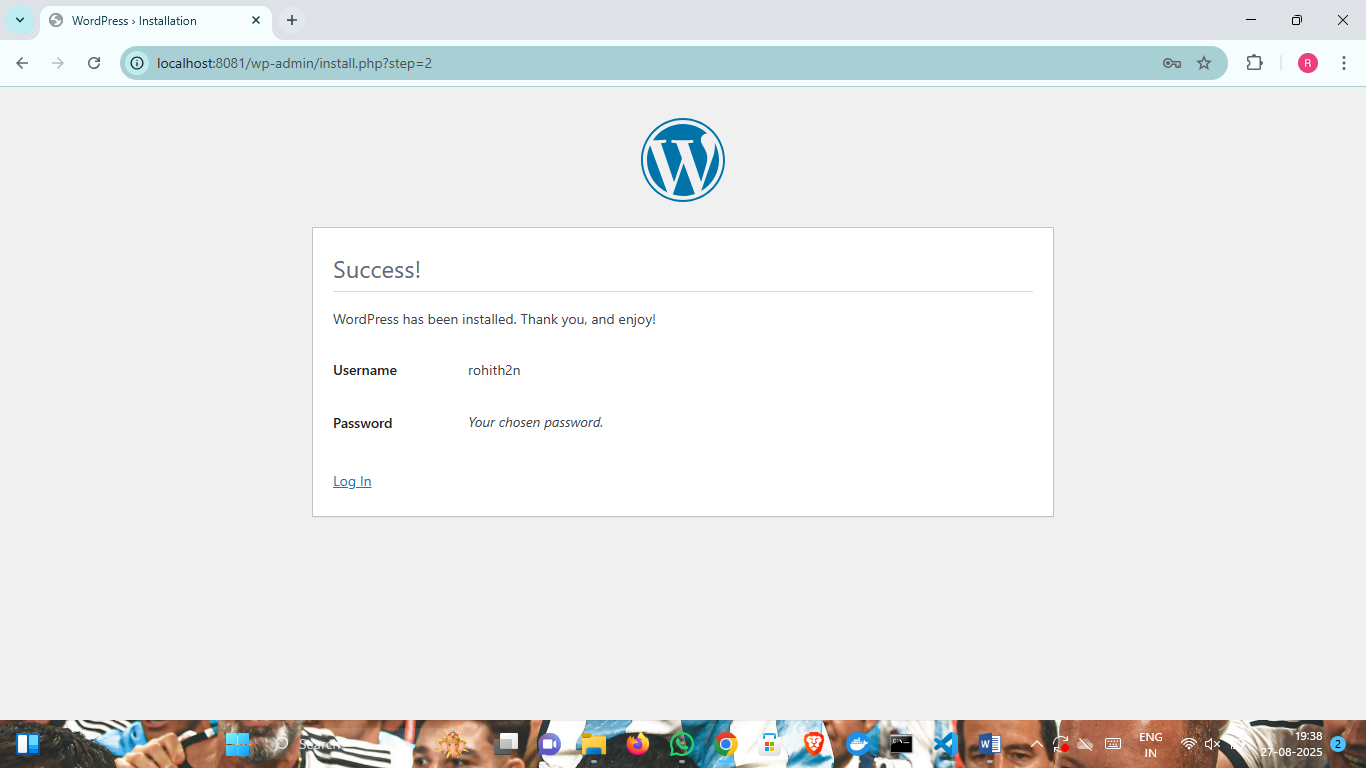 WordPress › Installation
localhost:8081/wp-admin/install.php?step=2
R
Success!
WordPress has been installed. Thank you, and enjoy!
Username rohith2n
Password Your chosen password.
Log In
Search
ENG
IN
19:38
27-08-2025
2